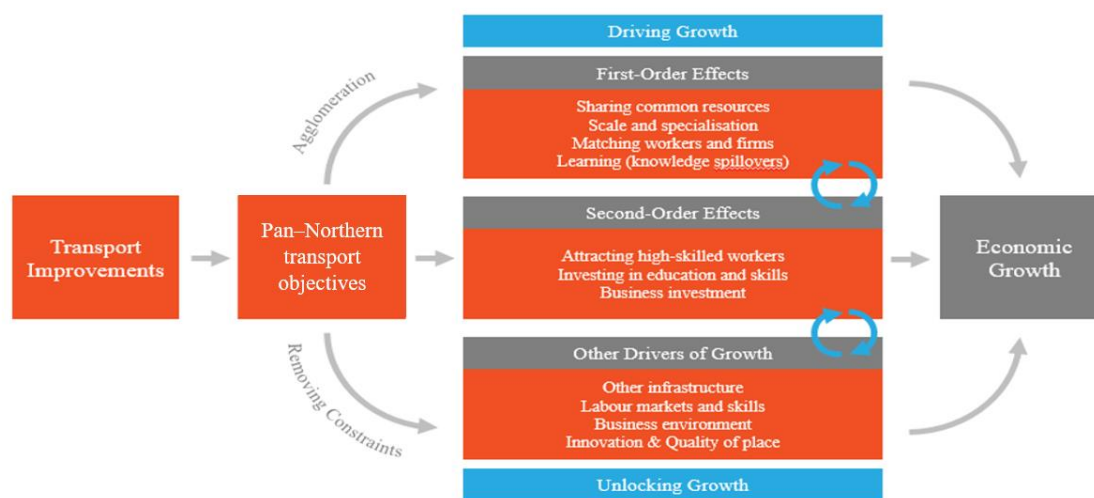 Driving Growth
First-Order Effects
Agglomeration
Sharing common resources
Scale and specialisation
Matching workers and firms
Learning (knowledge spillovers)
Transport
Improvements
Pan–Northern
transport
objectives
Second-Order Effects
Attracting high-skilled workers
Investing in education and skills
Business investment
Economic
Growth
Removing Constraints
Other Drivers of Growth
Other infrastructure
Labour markets and skills
Business environment
Innovation & Quality of place
Unlocking Growth